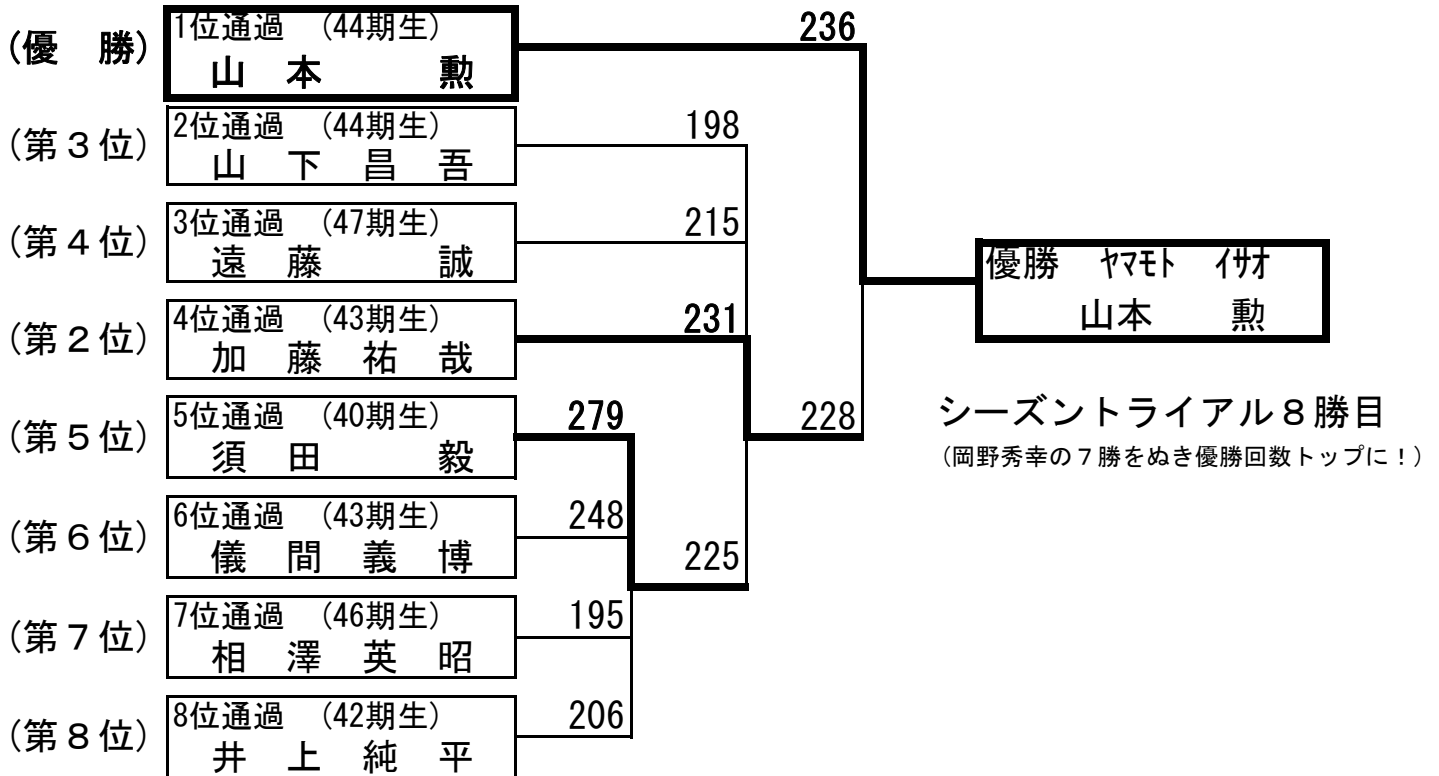 (優　勝)
1位通過　(44期生)
山　本　　　勲
236
(第３位)
2位通過　(44期生)
山　下　昌　吾
198
(第４位)
3位通過　(47期生)
遠　藤　　　誠
215
(第２位)
4位通過　(43期生)
加　藤　祐　哉
231
(第５位)
5位通過　(40期生)
須　田　　　毅
279
(第６位)
6位通過　(43期生)
儀　間　義　博
248
(第７位)
7位通過　(46期生)
相　澤　英　昭
195
(第８位)
8位通過　(42期生)
井　上　純　平
206
225
228
優勝　ﾔﾏﾓﾄ　ｲｻｵ
山本　　勲
シーズントライアル８勝目
(岡野秀幸の７勝をぬき優勝回数トップに！)